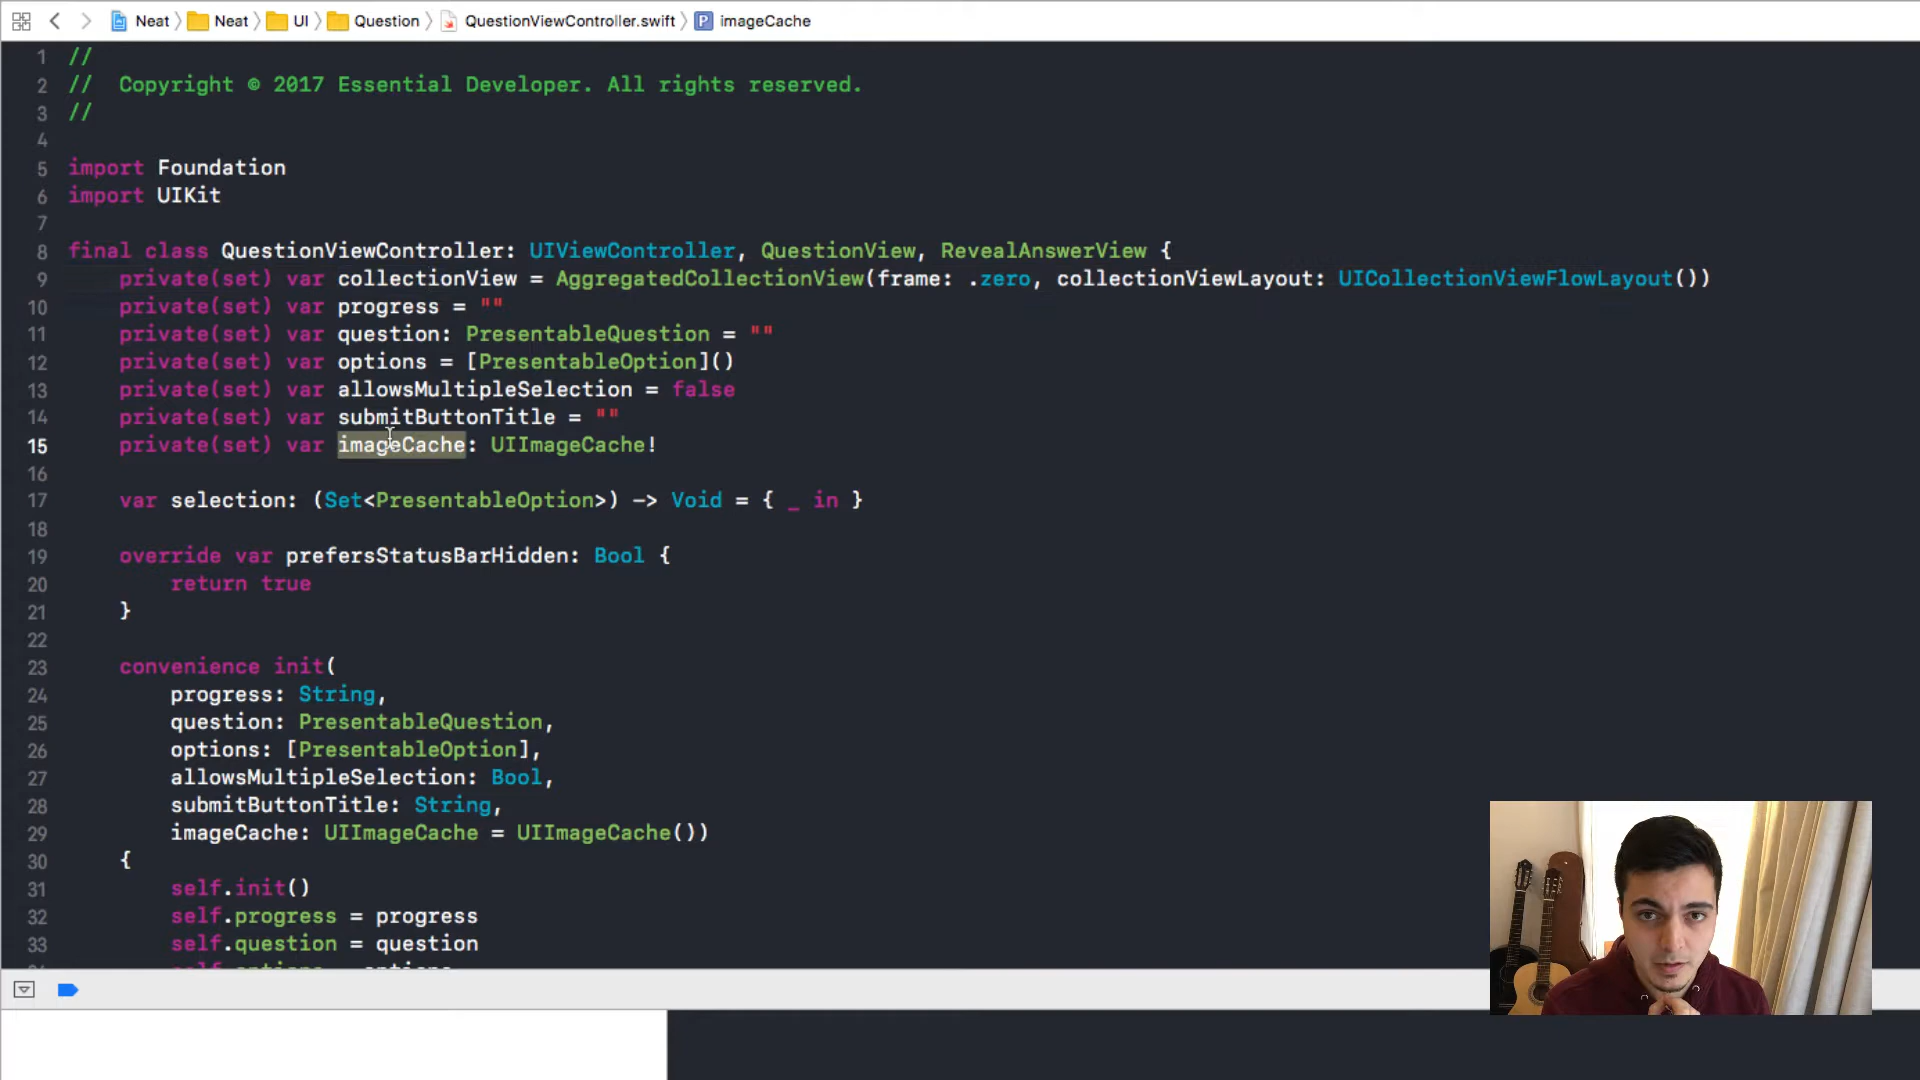 Neat Neat UI Question QuestionViewController.swift P imageCache
1 //
2 // Copyright © 2017 Essential Developer. All rights reserved.
3 //
4
5 import Foundation
6 import UIKit
7
8 final class QuestionViewController: UIViewController, QuestionView, RevealAnswerView {
9 private(set) var collectionView = AggregatedCollectionView(frame: .zero, collectionViewLayout: UICollectionViewFlowLayout())
10 private(set) var progress = ""
11 private(set) var question: PresentableQuestion = ""
12 private(set) var options = [PresentableOption]()
13 private(set) var allowsMultipleSelection = false
14 private(set) var submitButtonTitle = ""
15 private(set) var imageCache: UIImageCache!
16
17 var selection: (Set<PresentableOption>) -> Void = { _ in }
18
19 override var prefersStatusBarHidden: Bool {
20 return true
21 }
22
23 convenience init(
24 progress: String,
25 question: PresentableQuestion,
26 options: [PresentableOption],
27 allowsMultipleSelection: Bool,
28 submitButtonTitle: String,
29 imageCache: UIImageCache = UIImageCache())
30 {
31 self.init()
32 self.progress = progress
33 self.question = question